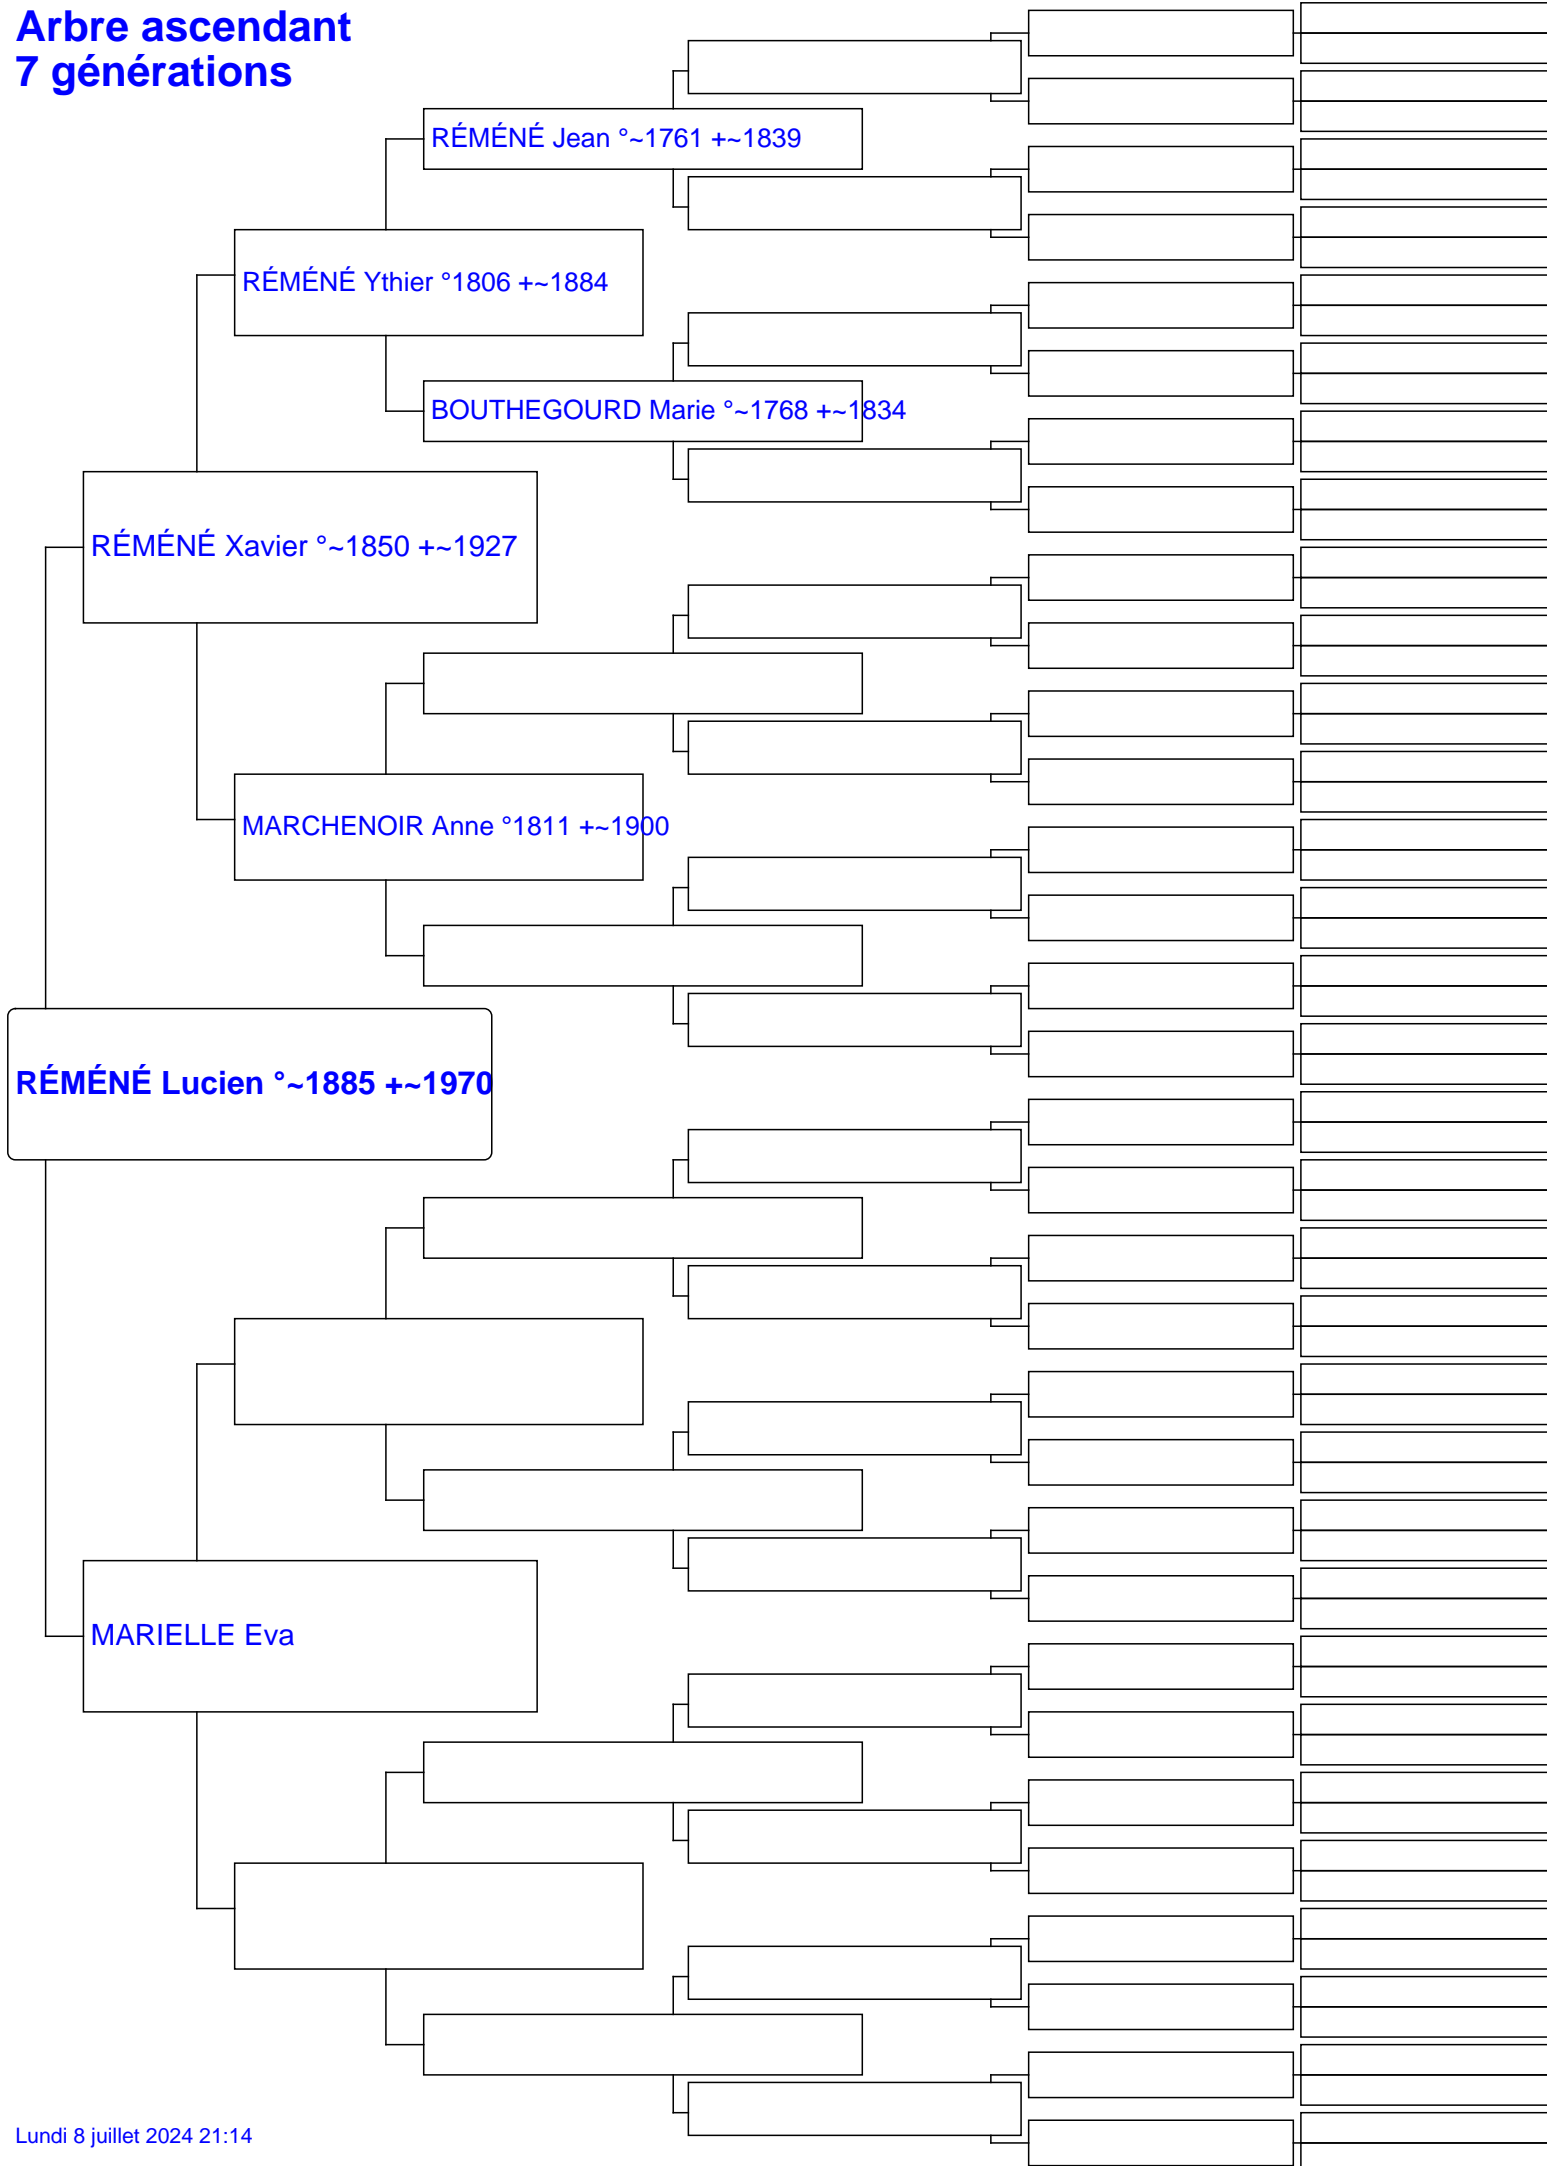 Arbre ascendant
7 générations
RÉMÉNÉ Jean °~1761 +~1839
RÉMÉNÉ Ythier °1806 +~1884
BOUTHEGOURD Marie °~1768 +~1834
RÉMÉNÉ Xavier °~1850 +~1927
MARCHENOIR Anne °1811 +~1900
RÉMÉNÉ Lucien °~1885 +~1970
MARIELLE Eva
Lundi 8 juillet 2024 21:14